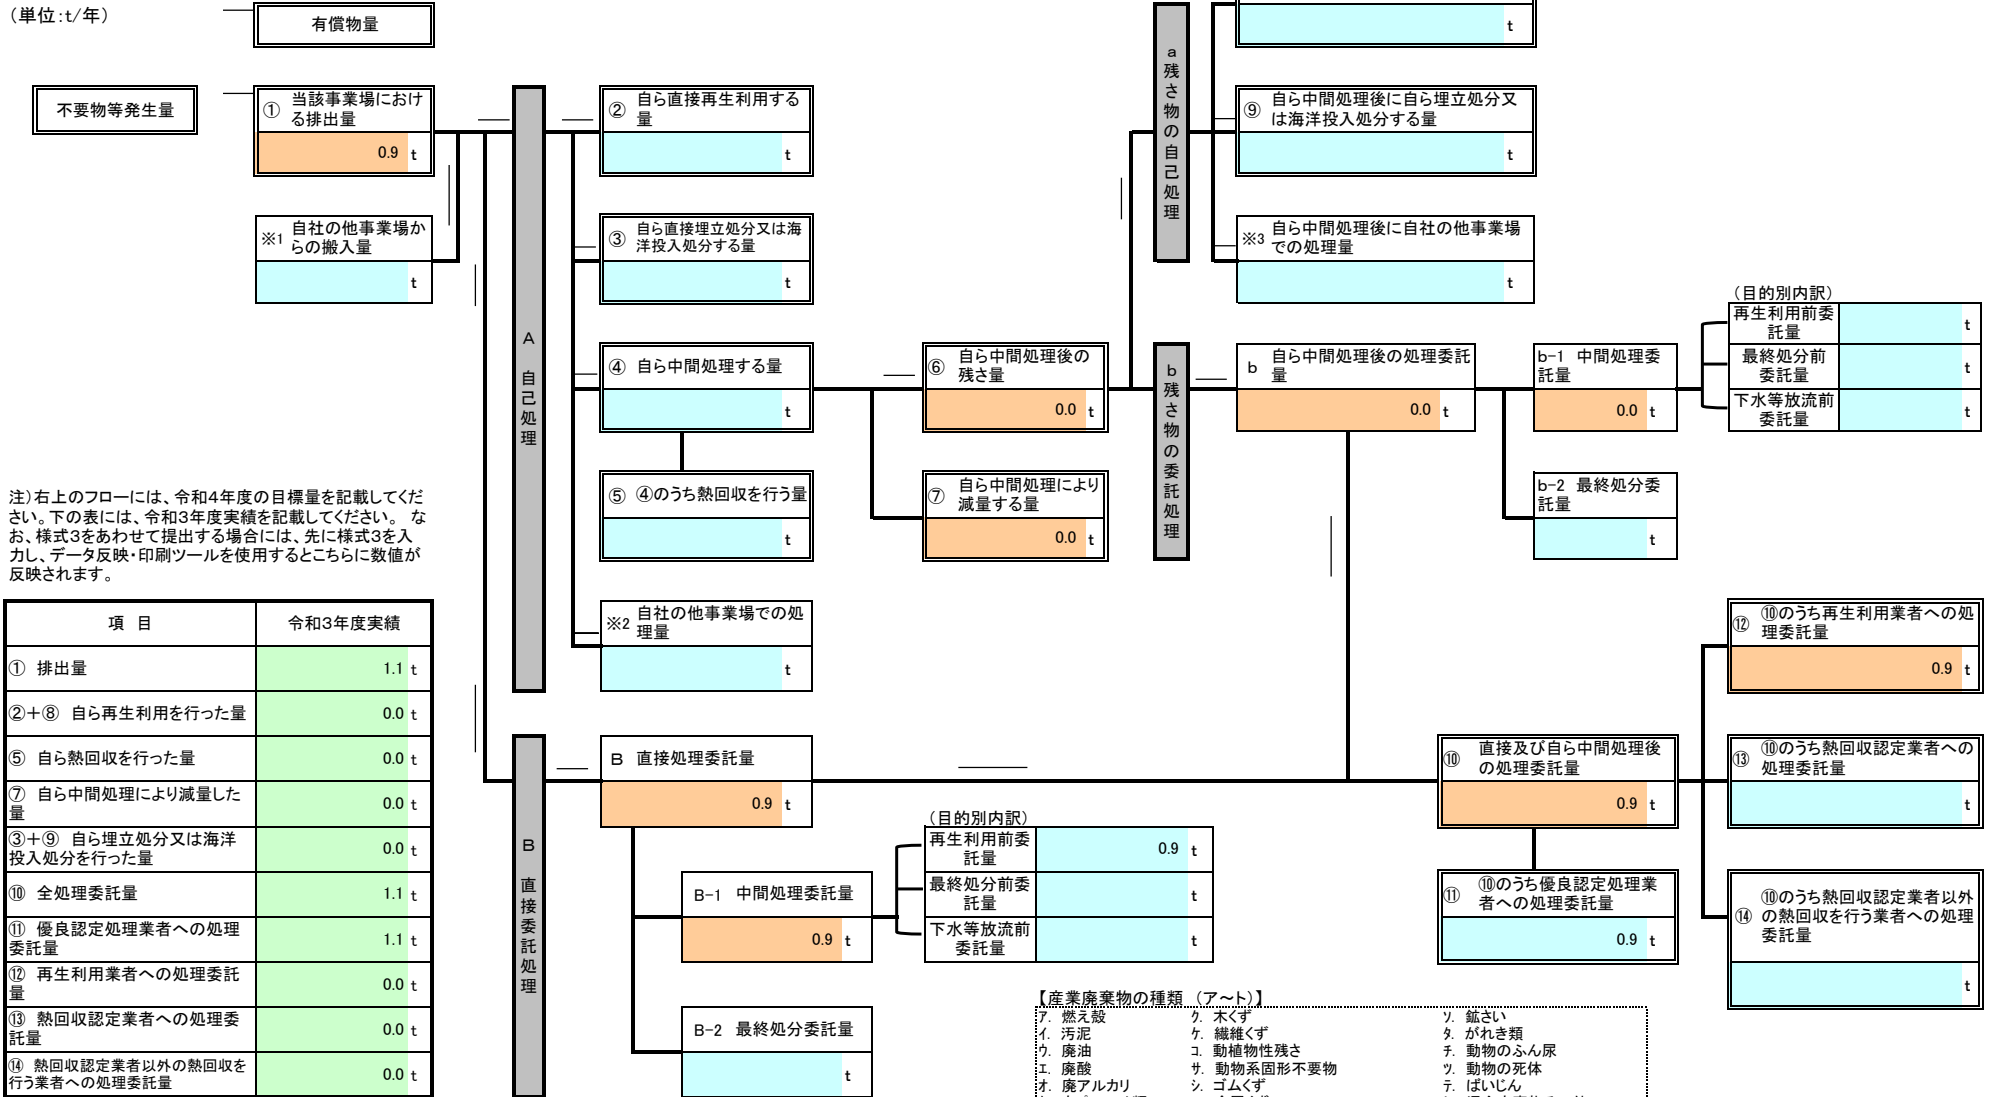 (単位:t/年)
有償物量
不要物等発生量
① 当該事業場におけ
る排出量
0.9 t
※1 自社の他事業場か
らの搬入量
t
A 自己処理
② 自ら直接再生利用する
量
t
③ 自ら直接埋立処分又は海
洋投入処分する量
t
④ 自ら中間処理する量
t
⑤ ④のうち熱回収を行う量
t
※2 自社の他事業場での処
理量
t
⑥ 自ら中間処理後の
残さ量
0.0 t
⑦ 自ら中間処理により
減量する量
0.0 t
a 残さ物の自己処理
t
⑨ 自ら中間処理後に自ら埋立処分又
は海洋投入処分する量
t
※3 自ら中間処理後に自社の他事業場
での処理量
t
b 残さ物の委託処理
b 自ら中間処理後の処理委託
量
0.0 t
b-1 中間処理委
託量
0.0 t
b-2 最終処分委
託量
t
(目的別内訳)
再生利用前委
託量
t
最終処分前
委託量
t
下水等放流前
委託量
t
注)右上のフローには、令和4年度の目標量を記載してくだ
さい。下の表には、令和3年度実績を記載してください。 な
お、様式3をあわせて提出する場合には、先に様式3を入
力し、データ反映・印刷ツールを使用するとこちらに数値が
反映されます。
項 目 令和3年度実績
① 排出量 1.1 t
②+⑧ 自ら再生利用を行った量 0.0 t
⑤ 自ら熱回収を行った量 0.0 t
⑦ 自ら中間処理により減量した
量 0.0 t
③+⑨ 自ら埋立処分又は海洋
投入処分を行った量 0.0 t
⑩ 全処理委託量 1.1 t
⑪ 優良認定処理業者への処理
委託量 1.1 t
⑫ 再生利用業者への処理委託
量 0.0 t
⑬ 熱回収認定業者への処理委
託量 0.0 t
⑭ 熱回収認定業者以外の熱回収を
行う業者への処理委託量 0.0 t
B 直接委託処理
B 直接処理委託量
0.9 t
B-1 中間処理委託量
0.9 t
B-2 最終処分委託量
t
(目的別内訳)
再生利用前委
託量
0.9 t
最終処分前委
託量
t
下水等放流前
委託量
t
⑩ 直接及び自ら中間処理後
の処理委託量
0.9 t
⑪ ⑩のうち優良認定処理業
者への処理委託量
0.9 t
⑫ ⑩のうち再生利用業者への処
理委託量
0.9 t
⑬ ⑩のうち熱回収認定業者への
処理委託量
t
⑭ ⑩のうち熱回収認定業者以外
の熱回収を行う業者への処理
委託量
t
【産業廃棄物の種類 (ア~ト)】
ア. 燃え殻 ク. 木くず ソ. 鉱さい
イ. 汚泥 ケ. 繊維くず タ. がれき類
ウ. 廃油 コ. 動植物性残さ チ. 動物のふん尿
エ. 廃酸 サ. 動物系固形不要物 ツ. 動物の死体
オ. 廃アルカリ シ. ゴムくず テ. ばいじん